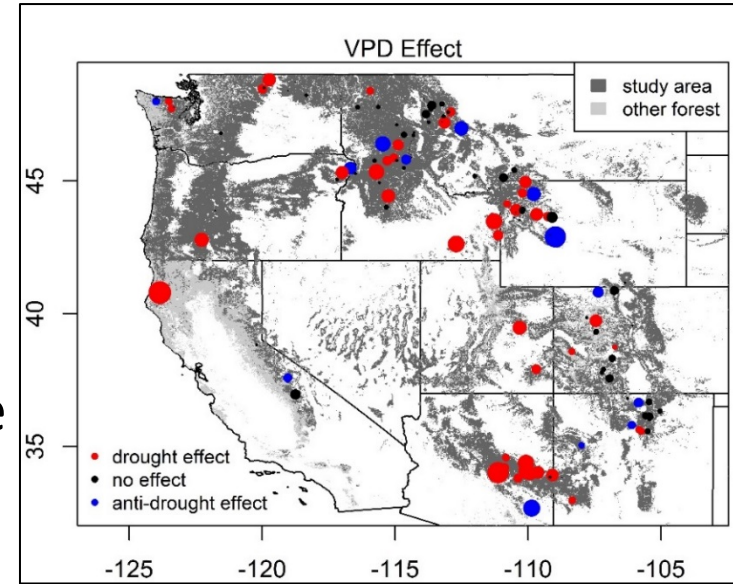 VPD Effect
study area
other forest
45
40
35
drought effect
no effect
anti-drought effect
-125 -120 -115 -110 -105